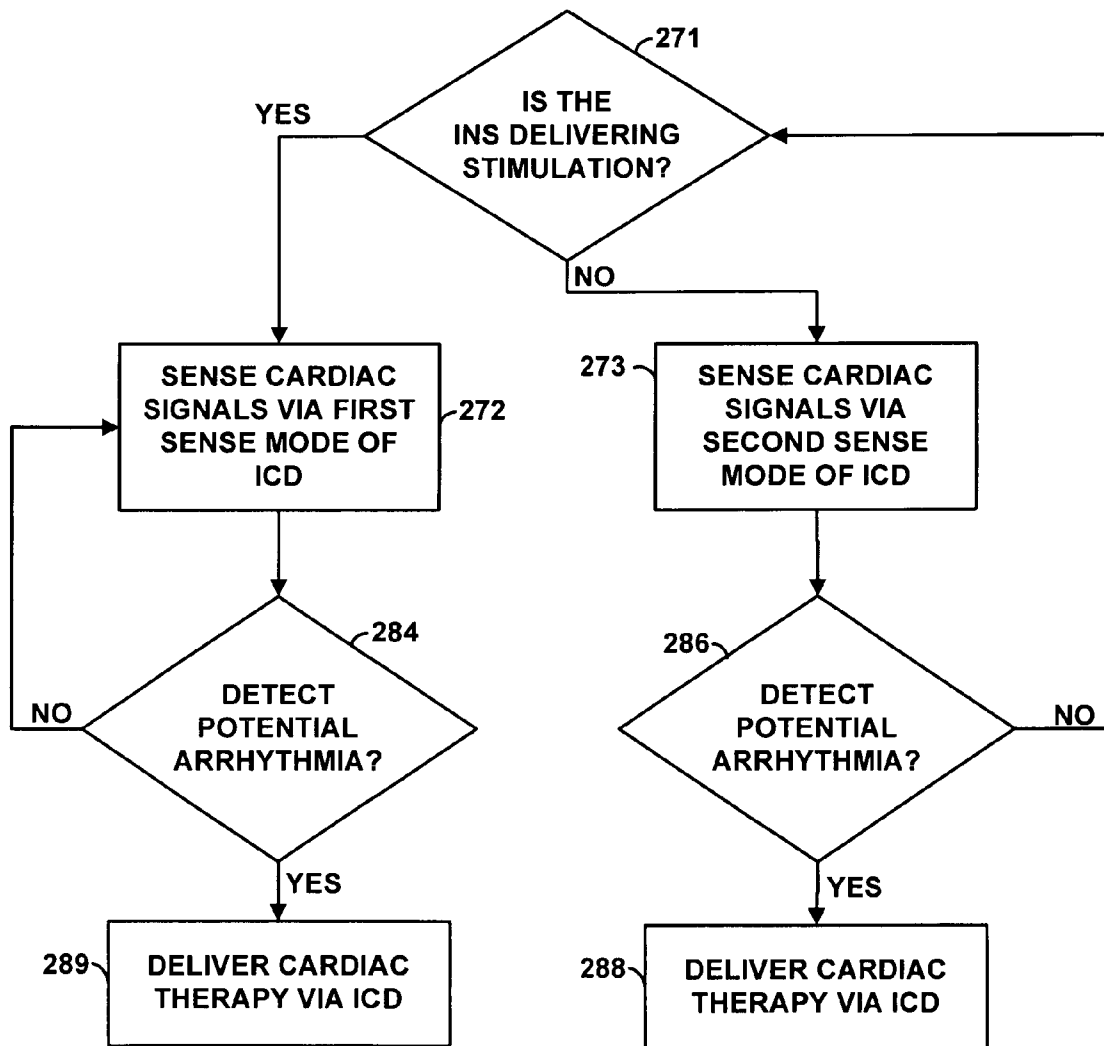 271
IS THE
INS DELIVERING
STIMULATION?
YES
NO
SENSE CARDIAC
SIGNALS VIA FIRST
SENSE MODE OF
ICD
272
273
SENSE CARDIAC
SIGNALS VIA
SECOND SENSE
MODE OF ICD
284
DETECT
POTENTIAL
ARRHYTHMIA?
NO
YES
286
DETECT
POTENTIAL
ARRHYTHMIA?
NO
YES
289
DELIVER CARDIAC
THERAPY VIA ICD
288
DELIVER CARDIAC
THERAPY VIA ICD